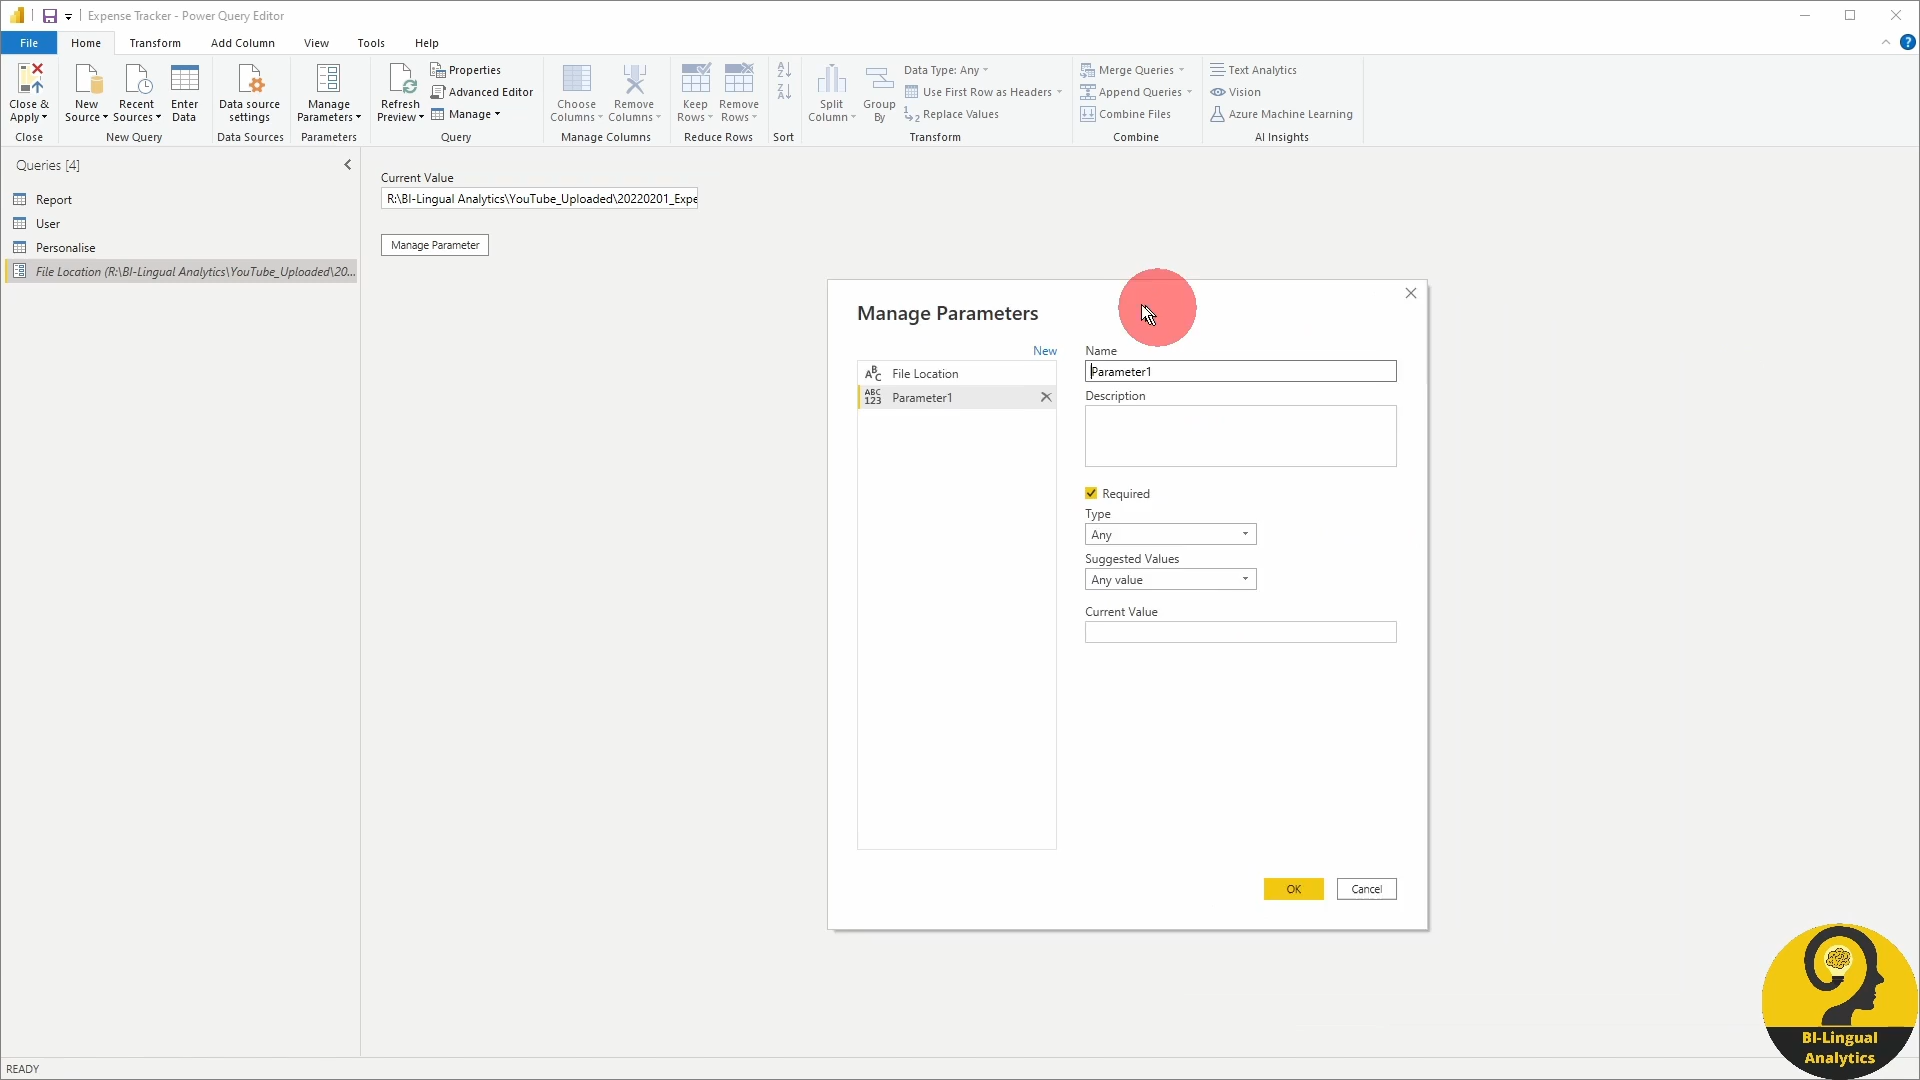 Expense Tracker - Power Query Editor
File
Home
Transform
Add Column
View
Tools
Help
?
Close & Apply
New Source
Recent Sources
Enter Data
Data source settings
Manage Parameters
Refresh Preview
Properties
Advanced Editor
Manage
Choose Columns
Remove Columns
Keep Rows
Remove Rows
Split Column
Group By
Data Type: Any
Use First Row as Headers
Replace Values
Merge Queries
Append Queries
Combine Files
Text Analytics
Vision
Azure Machine Learning
Close
New Query
Data Sources
Parameters
Query
Manage Columns
Reduce Rows
Sort
Transform
Combine
AI Insights
Queries [4]
Report
User
Personalise
File Location (R:\BI-Lingual Analytics\YouTube_Uploaded\20...
Current Value
R:\BI-Lingual Analytics\YouTube_Uploaded\20220201_Expe
Manage Parameter
Manage Parameters
New
ABC File Location
ABC 123 Parameter1
Name
Parameter1
Description
Required
Type
Any
Suggested Values
Any value
Current Value
OK
Cancel
READY
BI-Lingual
Analytics